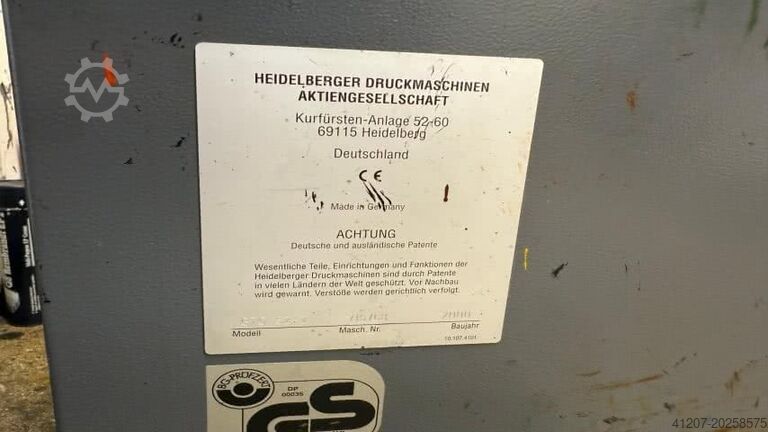 HEIDELBERGER DRUCKMASCHINEN
AKTIENGESELLSCHAFT
Kurfürsten-Anlage 52-60
69115 Heidelberg
Deutschland
CE
Made in Germany
ACHTUNG
Deutsche und ausländische Patente
Wesentliche Teile, Einrichtungen und Funktionen der
Heidelberger Druckmaschinen sind durch Patente
in vielen Ländern der Welt geschützt. Vor Nachbau
wird gewarnt. Verstöße werden gerichtlich verfolgt.
2000
Modell Masch. Nr. Baujahr
BG-PRÜFZERT
DP
00035
GS
41207-20258575